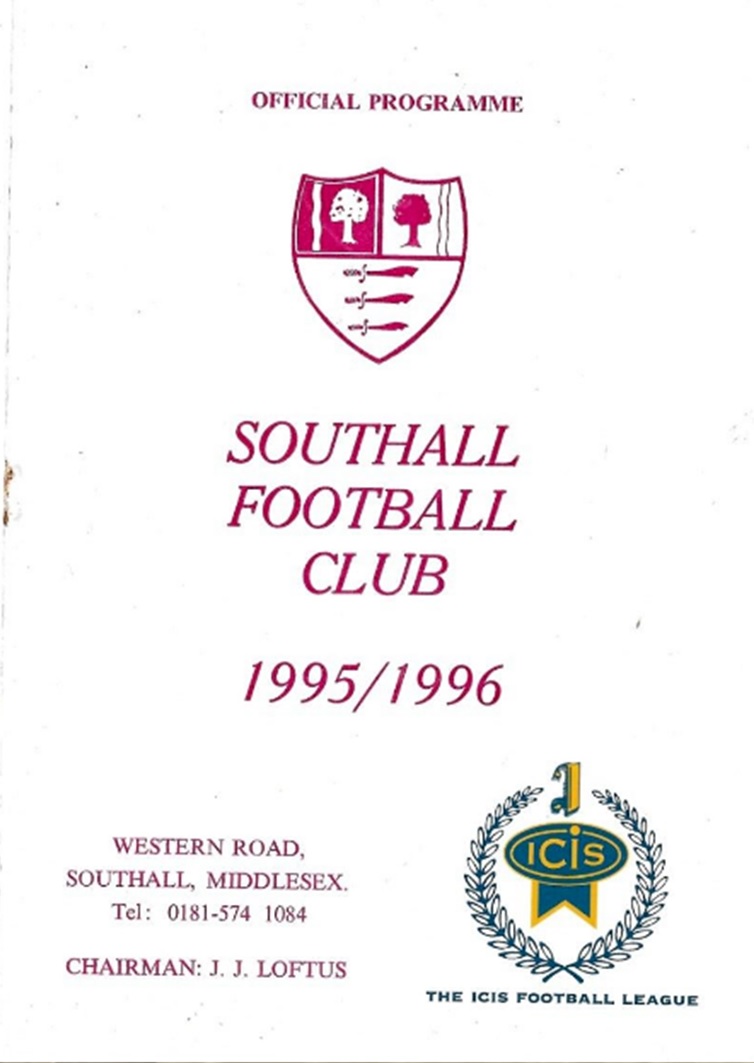 OFFICIAL PROGRAMME
SOUTHALL
FOOTBALL
CLUB
1995/1996
WESTERN ROAD,
SOUTHALL, MIDDLESEX.
Tel: 0181-574 1084
CHAIRMAN: J. J. LOFTUS
I
ICIS
THE ICIS FOOTBALL LEAGUE